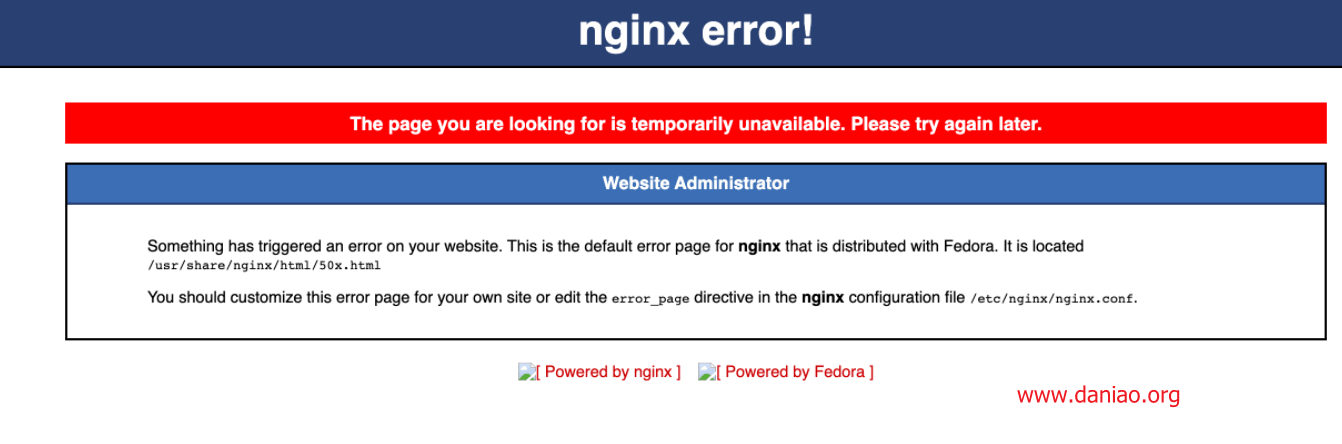 nginx error!
The page you are looking for is temporarily unavailable. Please try again later.
Website Administrator
Something has triggered an error on your website. This is the default error page for nginx that is distributed with Fedora. It is located
/usr/share/nginx/html/50x.html
You should customize this error page for your own site or edit the error_page directive in the nginx configuration file /etc/nginx/nginx.conf.
[ Powered by nginx ] [ Powered by Fedora ]
www.daniao.org